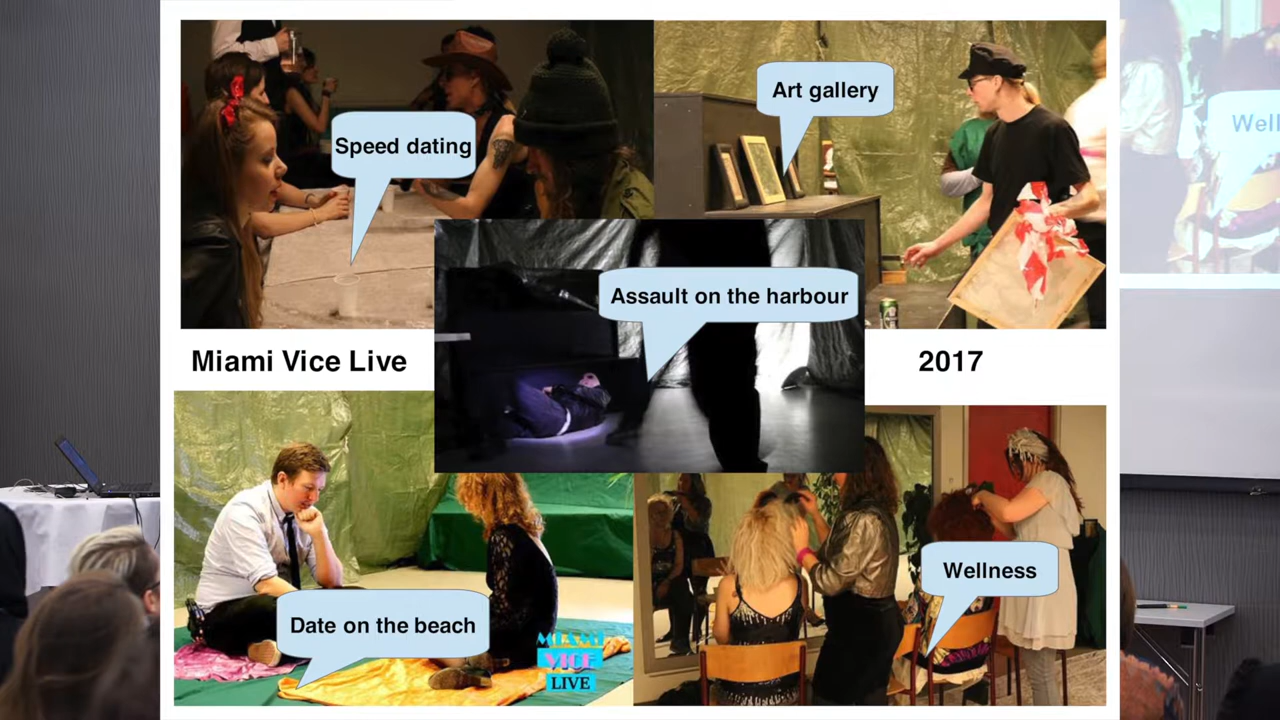 Speed dating
Art gallery
Assault on the harbour
Miami Vice Live
2017
Date on the beach
Wellness
MIAMI
VICE
LIVE
Well